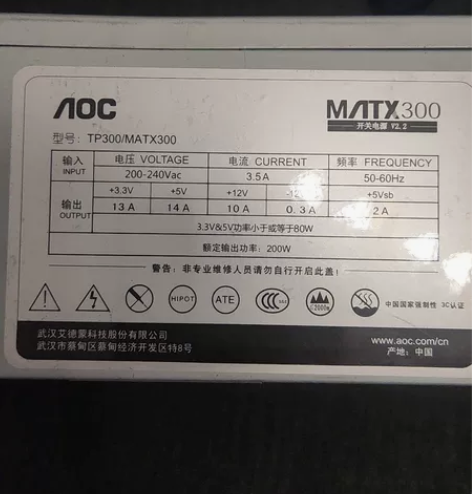 AOC
MATX300
开关电源 V2.2
型号: TP300/MATX300
输入 INPUT 电压 VOLTAGE 电流 CURRENT 频率 FREQUENCY
200-240Vac 3.5A 50-60Hz
输出 OUTPUT +3.3V +5V +12V +5Vsb
13 A 14 A 10 A 0.3A 2A
3.3V&5V功率小于或等于80W
额定输出功率: 200W
警告: 非专业维修人员请勿自行开启此盖!
HIPOT ATE CCC 2000m 中国国家强制性 3C认证
武汉艾德蒙科技股份有限公司
武汉市蔡甸区蔡甸经济开发区特8号
www.aoc.com/cn
产地: 中国